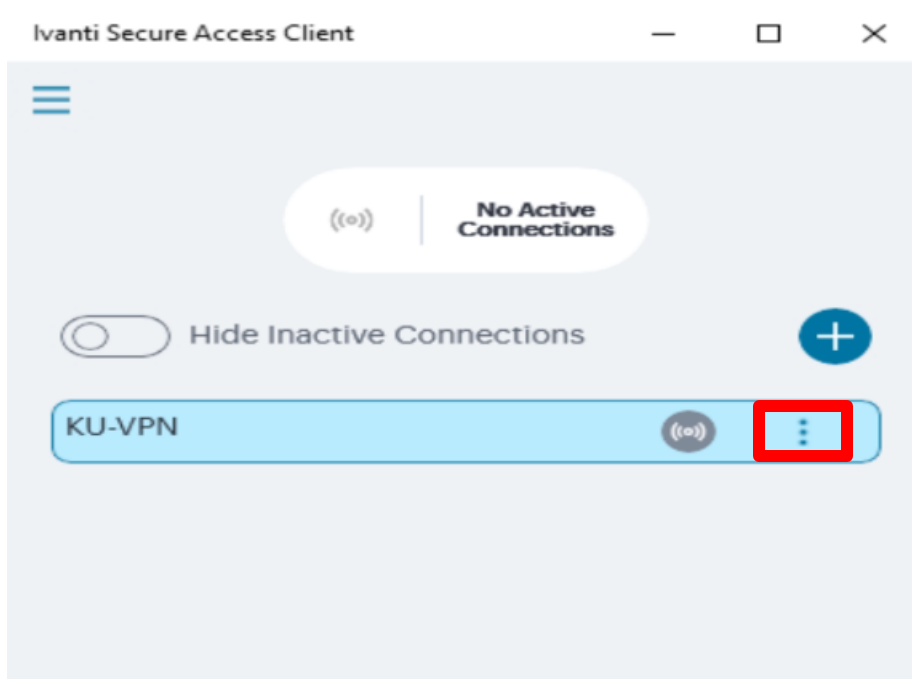 Ivanti Secure Access Client
No Active
Connections
Hide Inactive Connections
KU-VPN